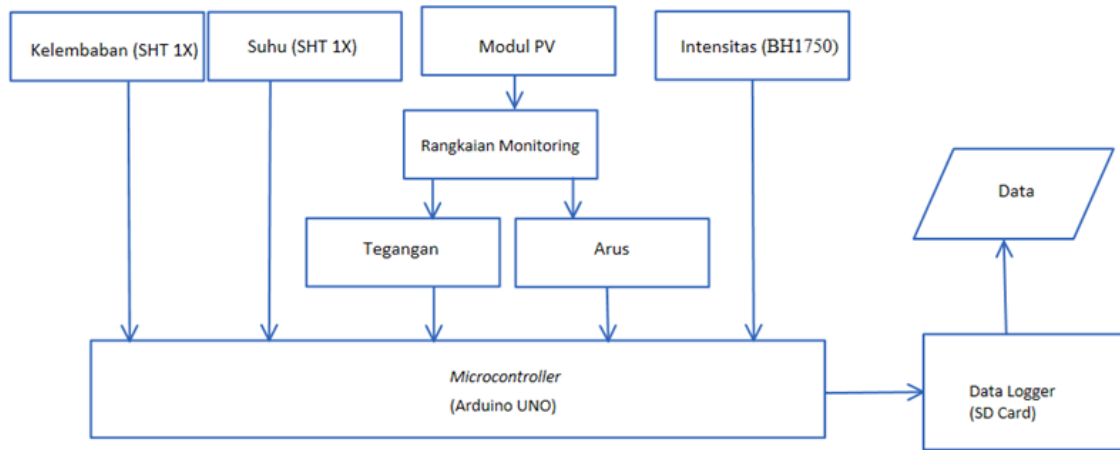 Kelembaban (SHT 1X)
Suhu (SHT 1X)
Modul PV
Intensitas (BH1750)
Rangkaian Monitoring
Tegangan
Arus
Data
Microcontroller
(Arduino UNO)
Data Logger
(SD Card)